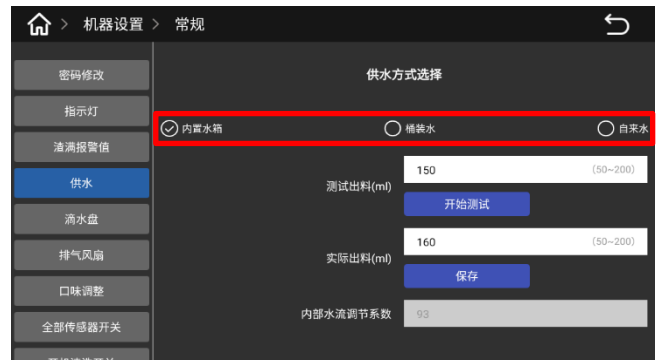 机器设置 > 常规
密码修改
指示灯
渣满报警值
供水
滴水盘
排气风扇
口味调整
全部传感器开关
供水方式选择
内置水箱 桶装水 自来水
测试出料(ml) 150 (50~200)
开始测试
实际出料(ml) 160 (50~200)
保存
内部水流调节系数 93